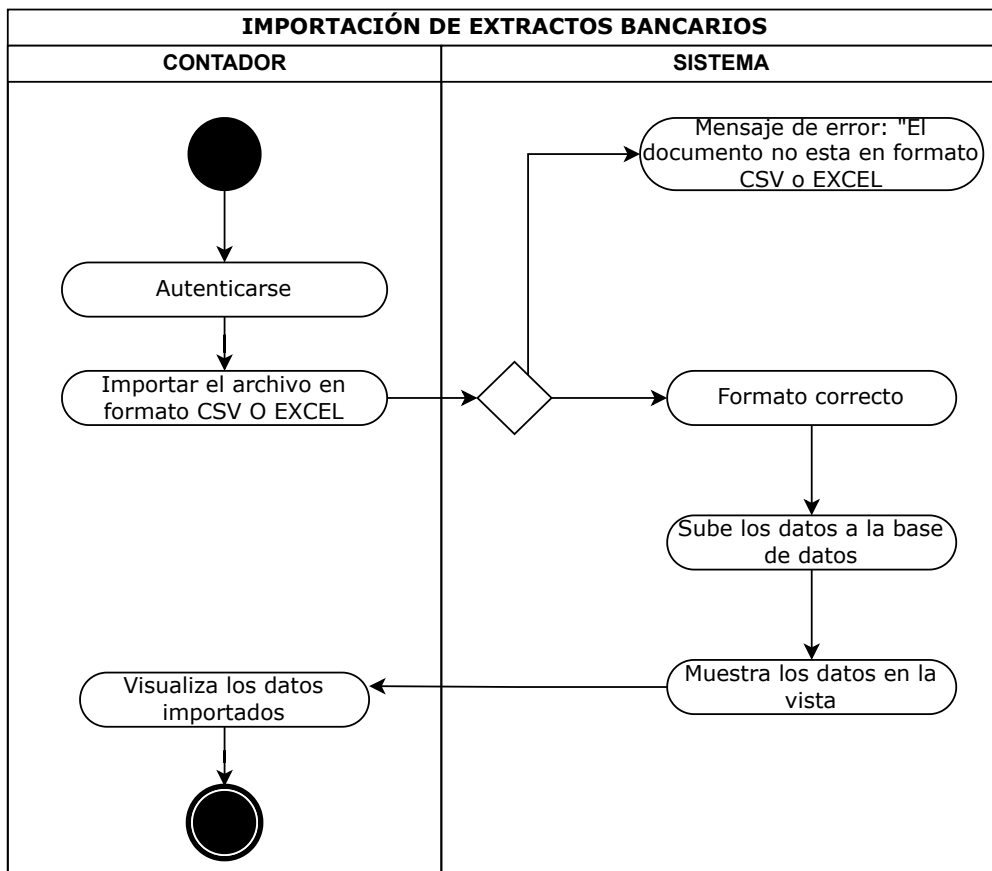 IMPORTACIÓN DE EXTRACTOS BANCARIOS
CONTADOR
SISTEMA
Mensaje de error: "El
documento no esta en formato
CSV o EXCEL
Autenticarse
Importar el archivo en
formato CSV O EXCEL
Formato correcto
Sube los datos a la base
de datos
Muestra los datos en la
vista
Visualiza los datos
importados